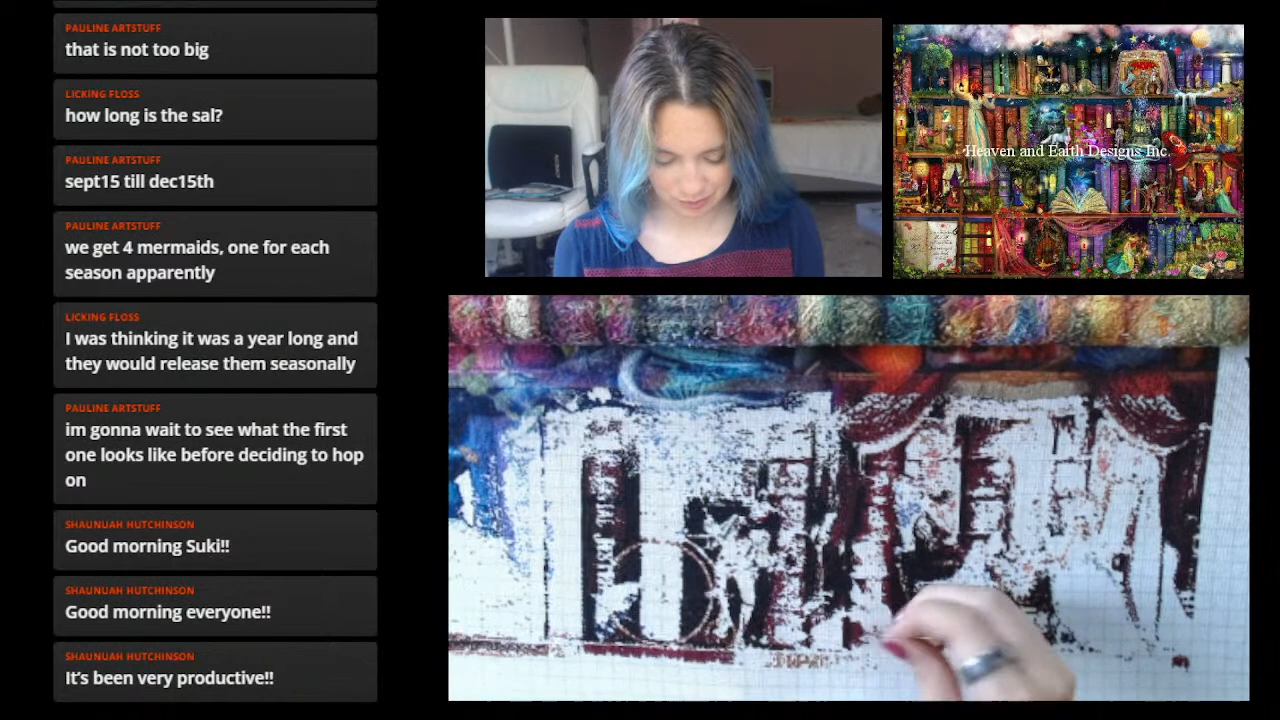 PAULINE ARTSTUFF
that is not too big
LICKING FLOSS
how long is the sal?
PAULINE ARTSTUFF
sept15 till dec15th
PAULINE ARTSTUFF
we get 4 mermaids, one for each
season apparently
LICKING FLOSS
I was thinking it was a year long and
they would release them seasonally
PAULINE ARTSTUFF
im gonna wait to see what the first
one looks like before deciding to hop
on
SHAUNUAH HUTCHINSON
Good morning Suki!!
SHAUNUAH HUTCHINSON
Good morning everyone!!
SHAUNUAH HUTCHINSON
It's been very productive!!
Heaven and Earth Designs Inc.